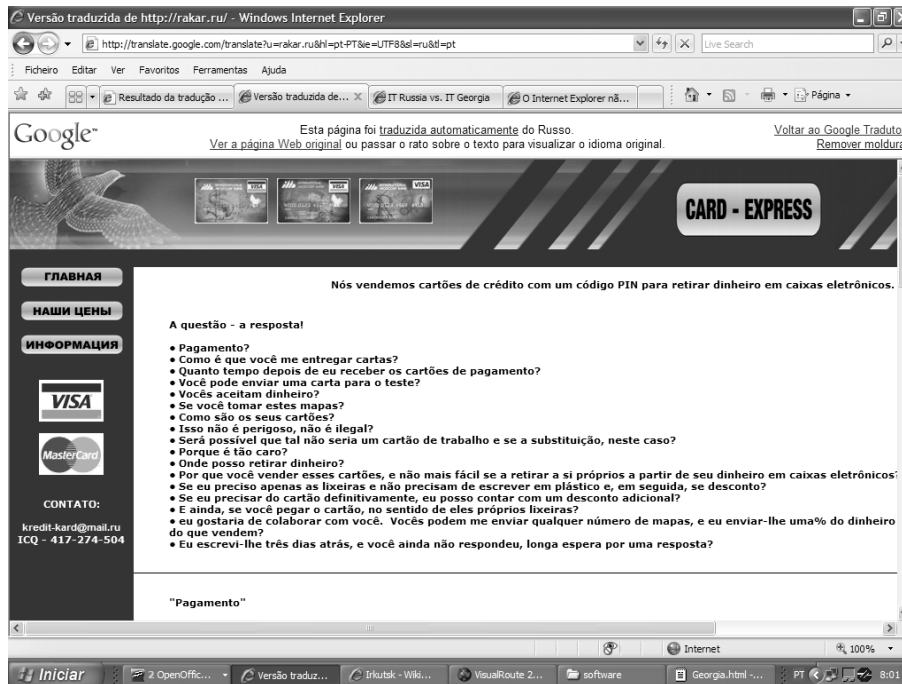 Versão traduzida de http://rakar.ru/ - Windows Internet Explorer
http://translate.google.com/translate?u=rakar.ru&hl=pt-PT&ie=UTF8&sl=ru&tl=pt
Live Search
Ficheiro Editar Ver Favoritos Ferramentas Ajuda
Resultado da tradução ... Versão traduzida de... IT Russia vs. IT Georgia O Internet Explorer nã... Página
Google™
Esta página foi traduzida automaticamente do Russo.
Ver a página Web original ou passar o rato sobre o texto para visualizar o idioma original.
Voltar ao Google Traduto
Remover moldura
VISA VISA VISA
CARD - EXPRESS
ГЛАВНАЯ
НАШИ ЦЕНЫ
ИНФОРМАЦИЯ
VISA
MasterCard
CONTATO:
kredit-kard@mail.ru
ICQ - 417-274-504
Nós vendemos cartões de crédito com um código PIN para retirar dinheiro em caixas eletrônicos.
A questão - a resposta!
• Pagamento?
• Como é que você me entregar cartas?
• Quanto tempo depois de eu receber os cartões de pagamento?
• Você pode enviar uma carta para o teste?
• Vocês aceitam dinheiro?
• Se você tomar estes mapas?
• Como são os seus cartões?
• Isso não é perigoso, não é ilegal?
• Será possível que tal não seria um cartão de trabalho e se a substituição, neste caso?
• Porque é tão caro?
• Onde posso retirar dinheiro?
• Por que você vender esses cartões, e não mais fácil se a retirar a si próprios a partir de seu dinheiro em caixas eletrônicos?
• Se eu preciso apenas as lixeiras e não precisam de escrever em plástico e, em seguida, se desconto?
• Se eu precisar do cartão definitivamente, eu posso contar com um desconto adicional?
• E ainda, se você pegar o cartão, no sentido de eles próprios lixeiras?
• eu gostaria de colaborar com você. Vocês podem me enviar qualquer número de mapas, e eu enviar-lhe uma% do dinheiro
do que vendem?
• Eu escrevi-lhe três dias atrás, e você ainda não respondeu, longa espera por uma resposta?
"Pagamento"
Internet 100%
Iniciar 2 OpenOffic... Versão traduz... Irkutsk - Wiki... VisualRoute 2... software Georgia.html -... PT 8:01